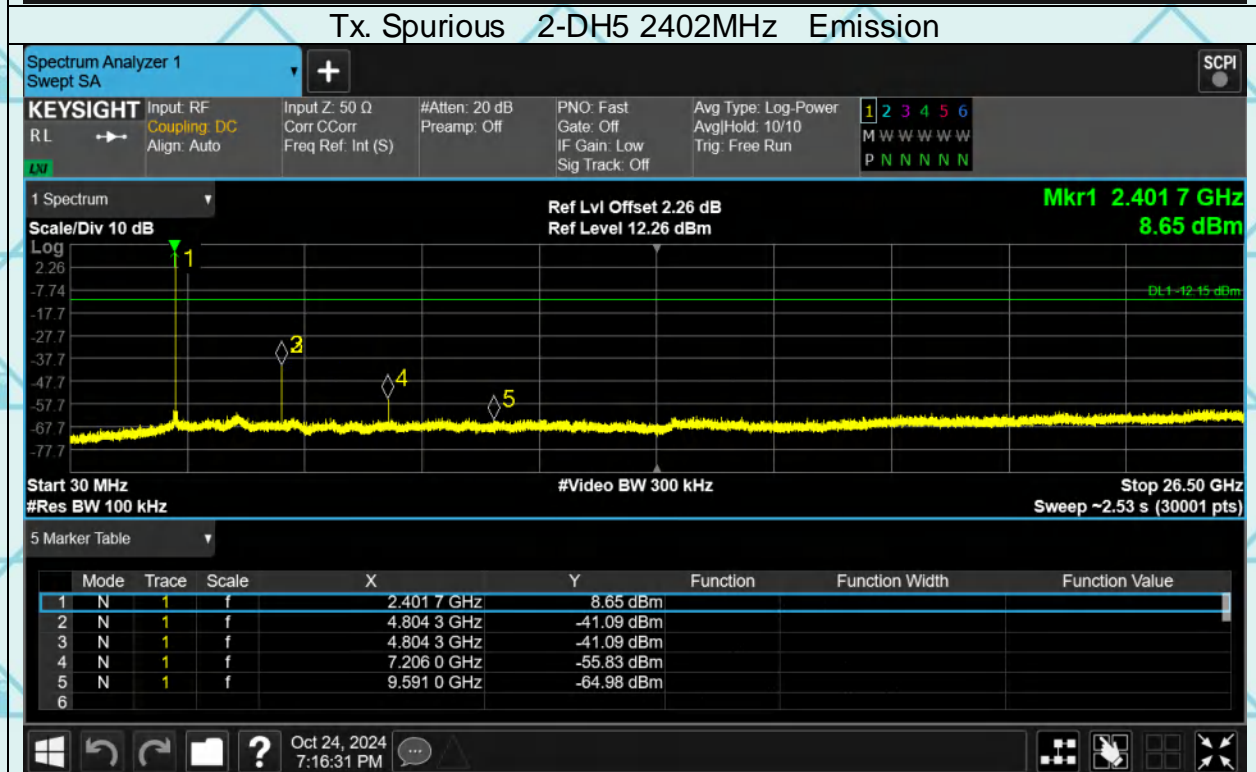 Tx. Spurious 2-DH5 2402MHz Emission
Spectrum Analyzer 1
Swept SA
SCPI
KEYSIGHT Input: RF Input Z: 50 Ω #Atten: 20 dB PNO: Fast Avg Type: Log-Power 1 2 3 4 5 6
RL Coupling: DC Corr CCorr Preamp: Off Gate: Off Avg|Hold: 10/10 M W W W W W
Align: Auto Freq Ref: Int (S) IF Gain: Low Trig: Free Run
LXI Sig Track: Off P N N N N N
1 Spectrum
Ref Lvl Offset 2.26 dB Mkr1 2.401 7 GHz
Scale/Div 10 dB Ref Level 12.26 dBm 8.65 dBm
Log
1
2.26
-7.74
DL1 -12.15 dBm
-17.7
-27.7
3
-37.7
4
-47.7
5
-57.7
-67.7
-77.7
Start 30 MHz #Video BW 300 kHz Stop 26.50 GHz
#Res BW 100 kHz Sweep ~2.53 s (30001 pts)
5 Marker Table
Mode Trace Scale X Y Function Function Width Function Value
1 N 1 f 2.401 7 GHz 8.65 dBm
2 N 1 f 4.804 3 GHz -41.09 dBm
3 N 1 f 4.804 3 GHz -41.09 dBm
4 N 1 f 7.206 0 GHz -55.83 dBm
5 N 1 f 9.591 0 GHz -64.98 dBm
6
? Oct 24, 2024
7:16:31 PM